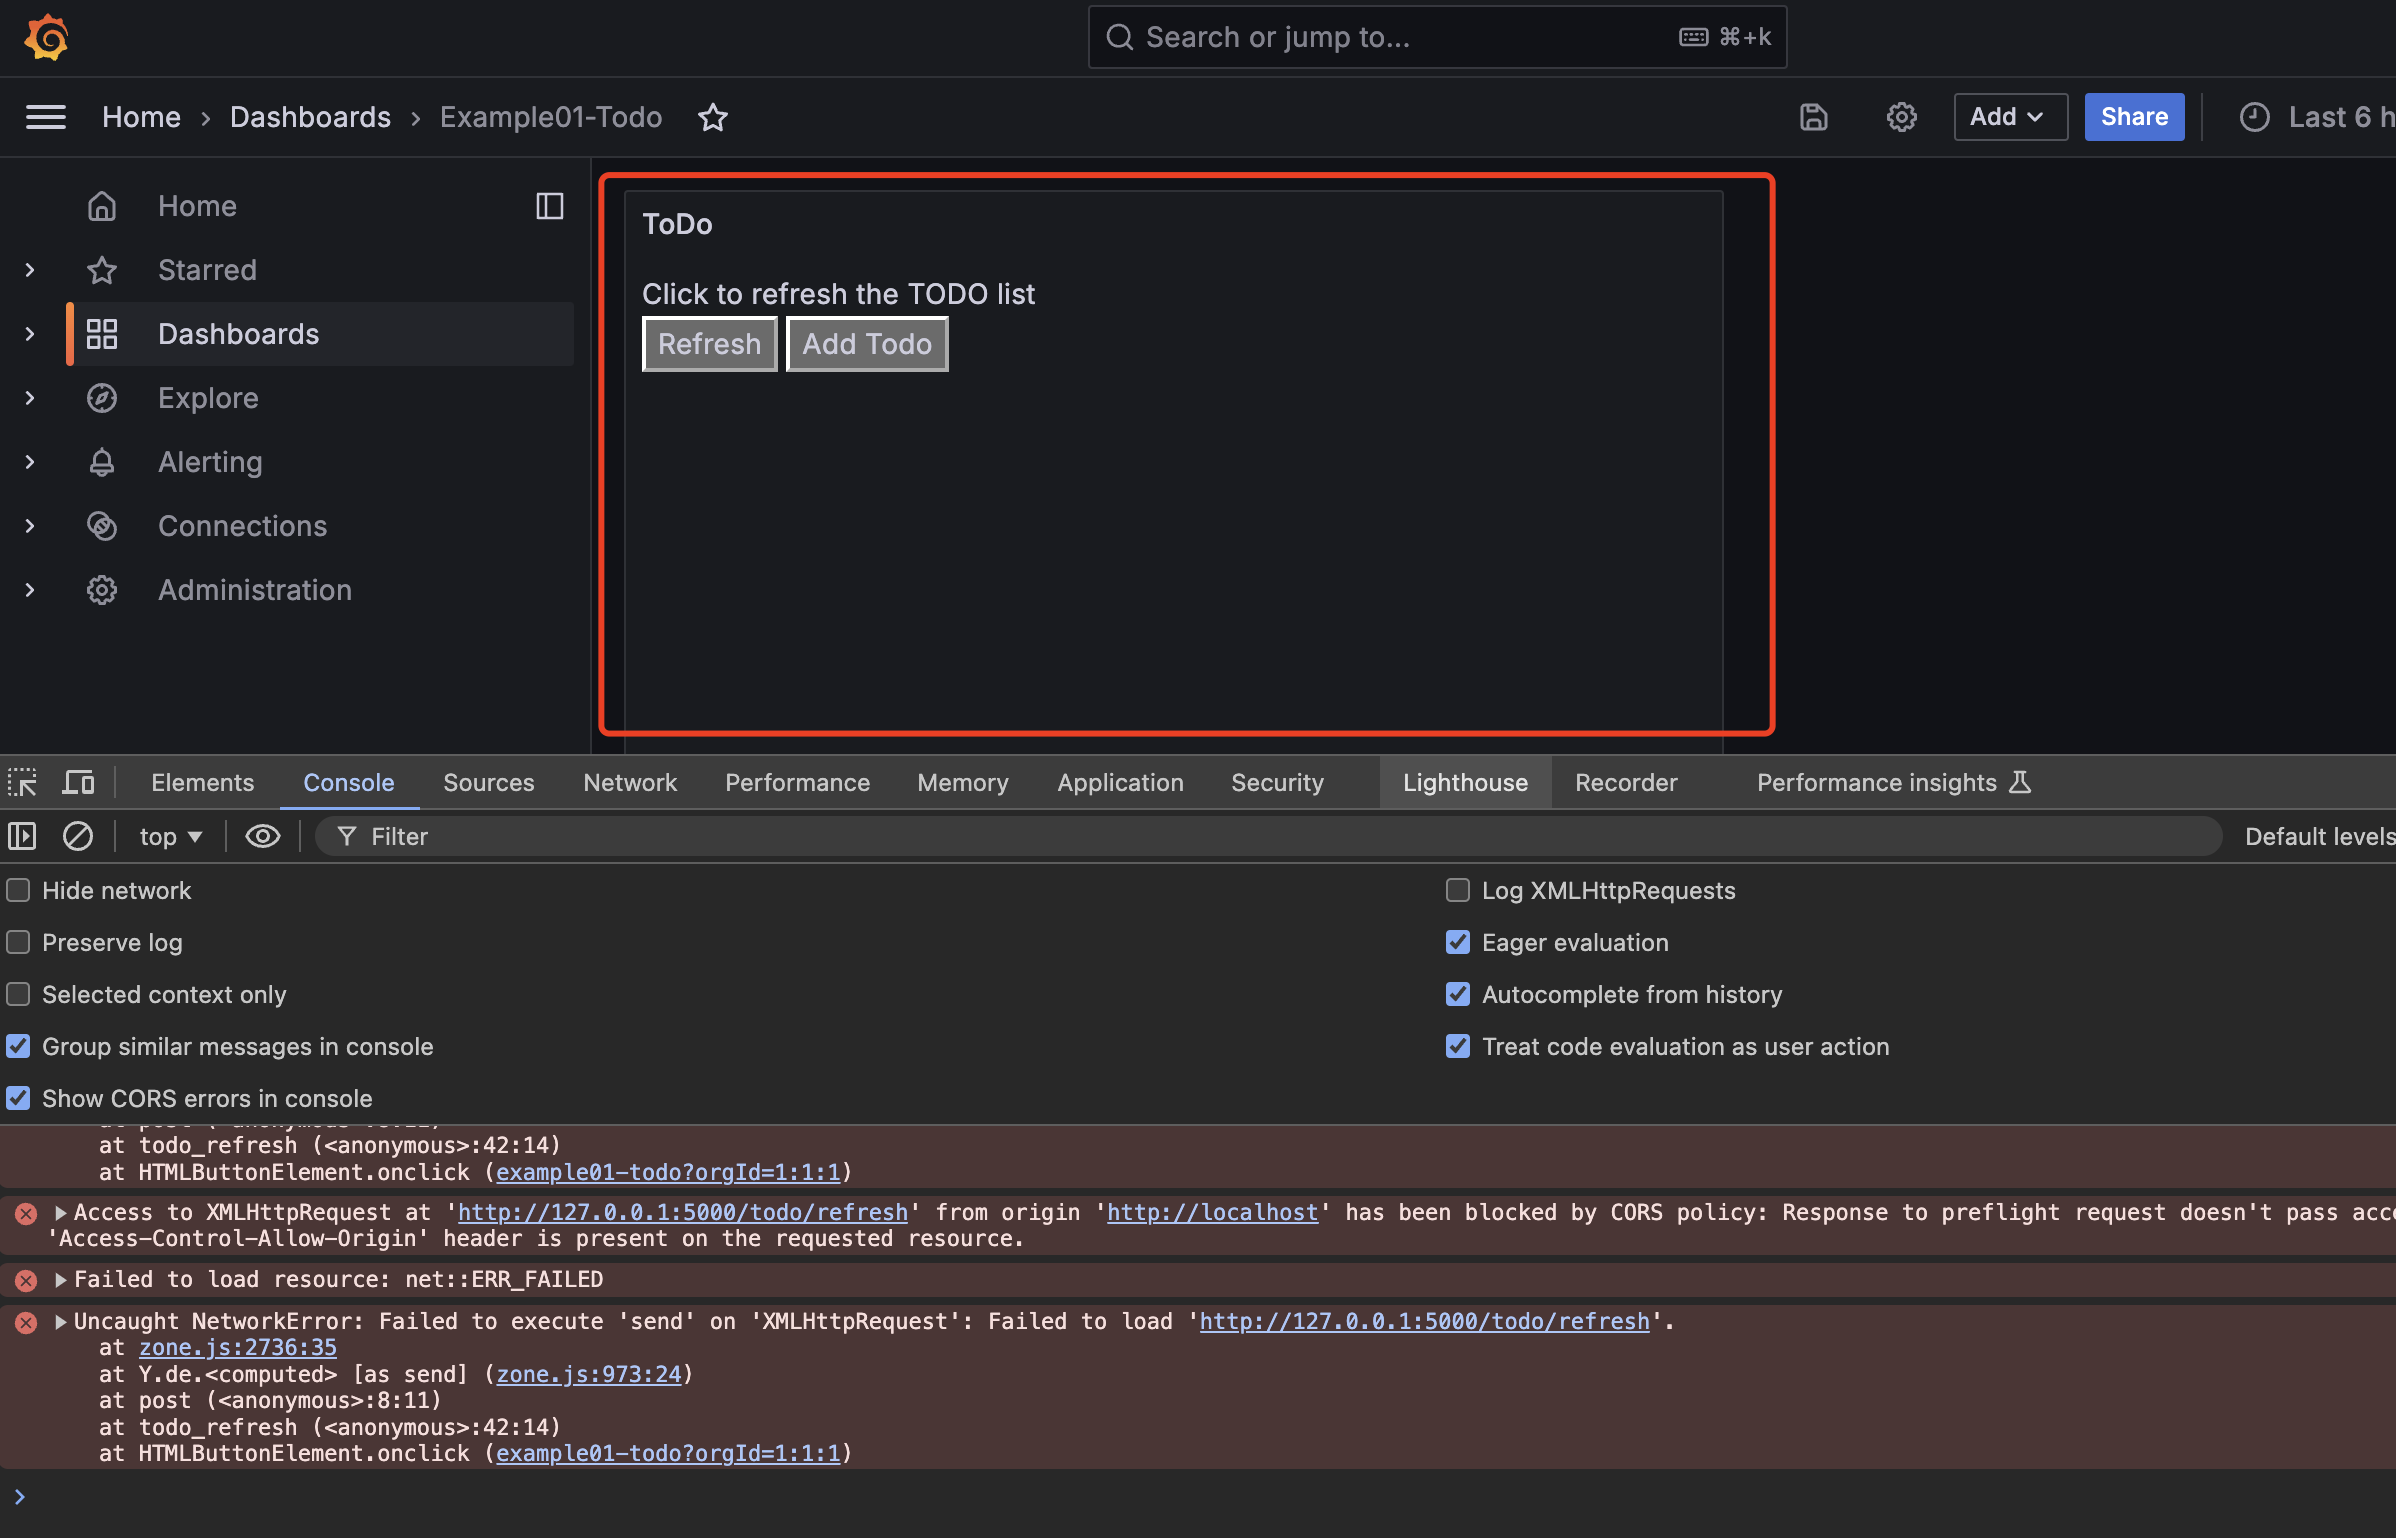 Search or jump to...
⌘+k
Home › Dashboards › Example01-Todo
Add
Share
Last 6 h
Home
Starred
Dashboards
Explore
Alerting
Connections
Administration
ToDo
Click to refresh the TODO list
Refresh
Add Todo
Elements
Console
Sources
Network
Performance
Memory
Application
Security
Lighthouse
Recorder
Performance insights
top
Filter
Default levels
Hide network
Log XMLHttpRequests
Preserve log
Eager evaluation
Selected context only
Autocomplete from history
Group similar messages in console
Treat code evaluation as user action
Show CORS errors in console
at todo_refresh (<anonymous>:42:14)
at HTMLButtonElement.onclick (example01-todo?orgId=1:1:1)
Access to XMLHttpRequest at 'http://127.0.0.1:5000/todo/refresh' from origin 'http://localhost' has been blocked by CORS policy: Response to preflight request doesn't pass acc
'Access-Control-Allow-Origin' header is present on the requested resource.
Failed to load resource: net::ERR_FAILED
Uncaught NetworkError: Failed to execute 'send' on 'XMLHttpRequest': Failed to load 'http://127.0.0.1:5000/todo/refresh'.
at zone.js:2736:35
at Y.de.<computed> [as send] (zone.js:973:24)
at post (<anonymous>:8:11)
at todo_refresh (<anonymous>:42:14)
at HTMLButtonElement.onclick (example01-todo?orgId=1:1:1)